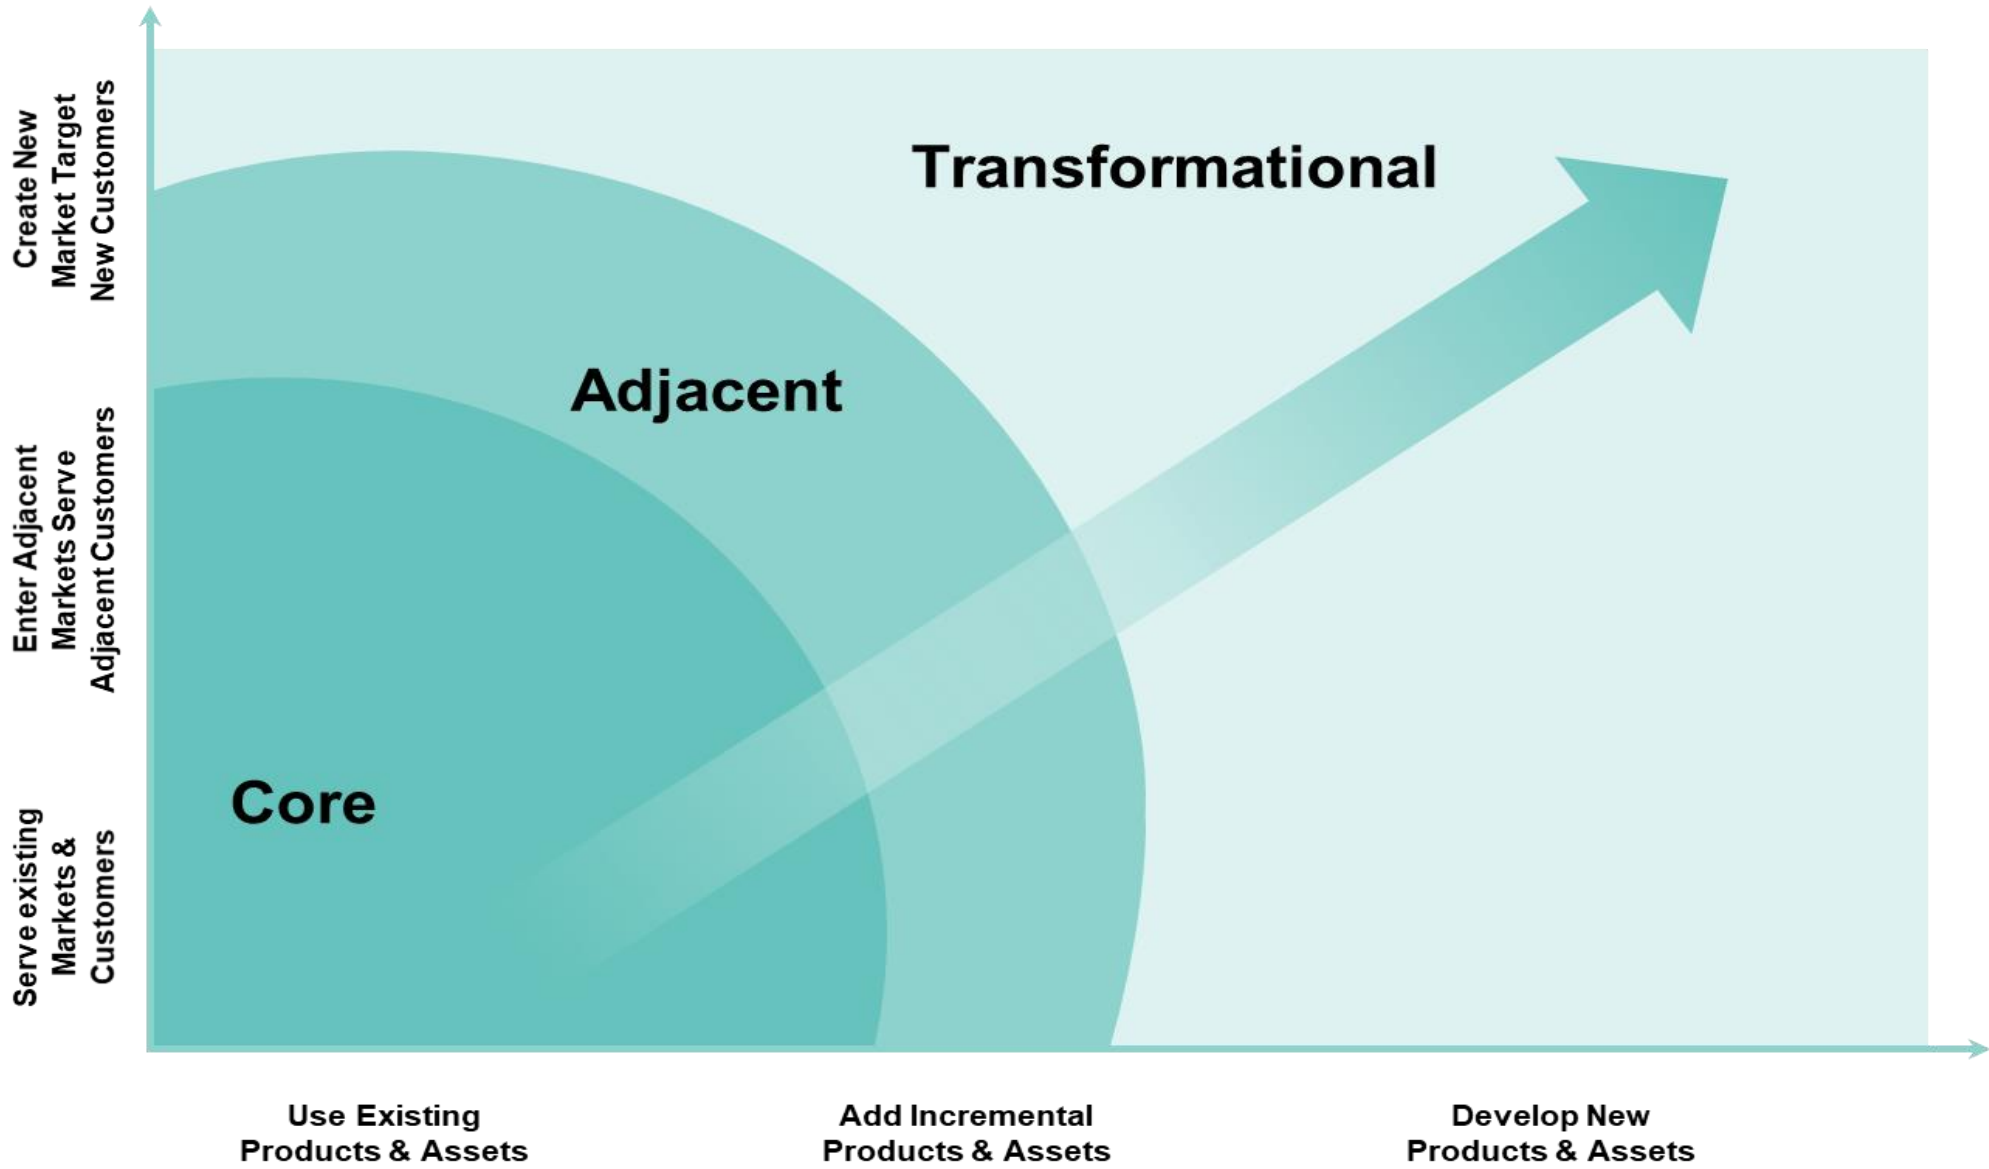 Create New
Market Target
New Customers
Enter Adjacent
Markets Serve
Adjacent Customers
Serve existing
Markets &
Customers
Transformational
Adjacent
Core
Use Existing
Products & Assets
Add Incremental
Products & Assets
Develop New
Products & Assets